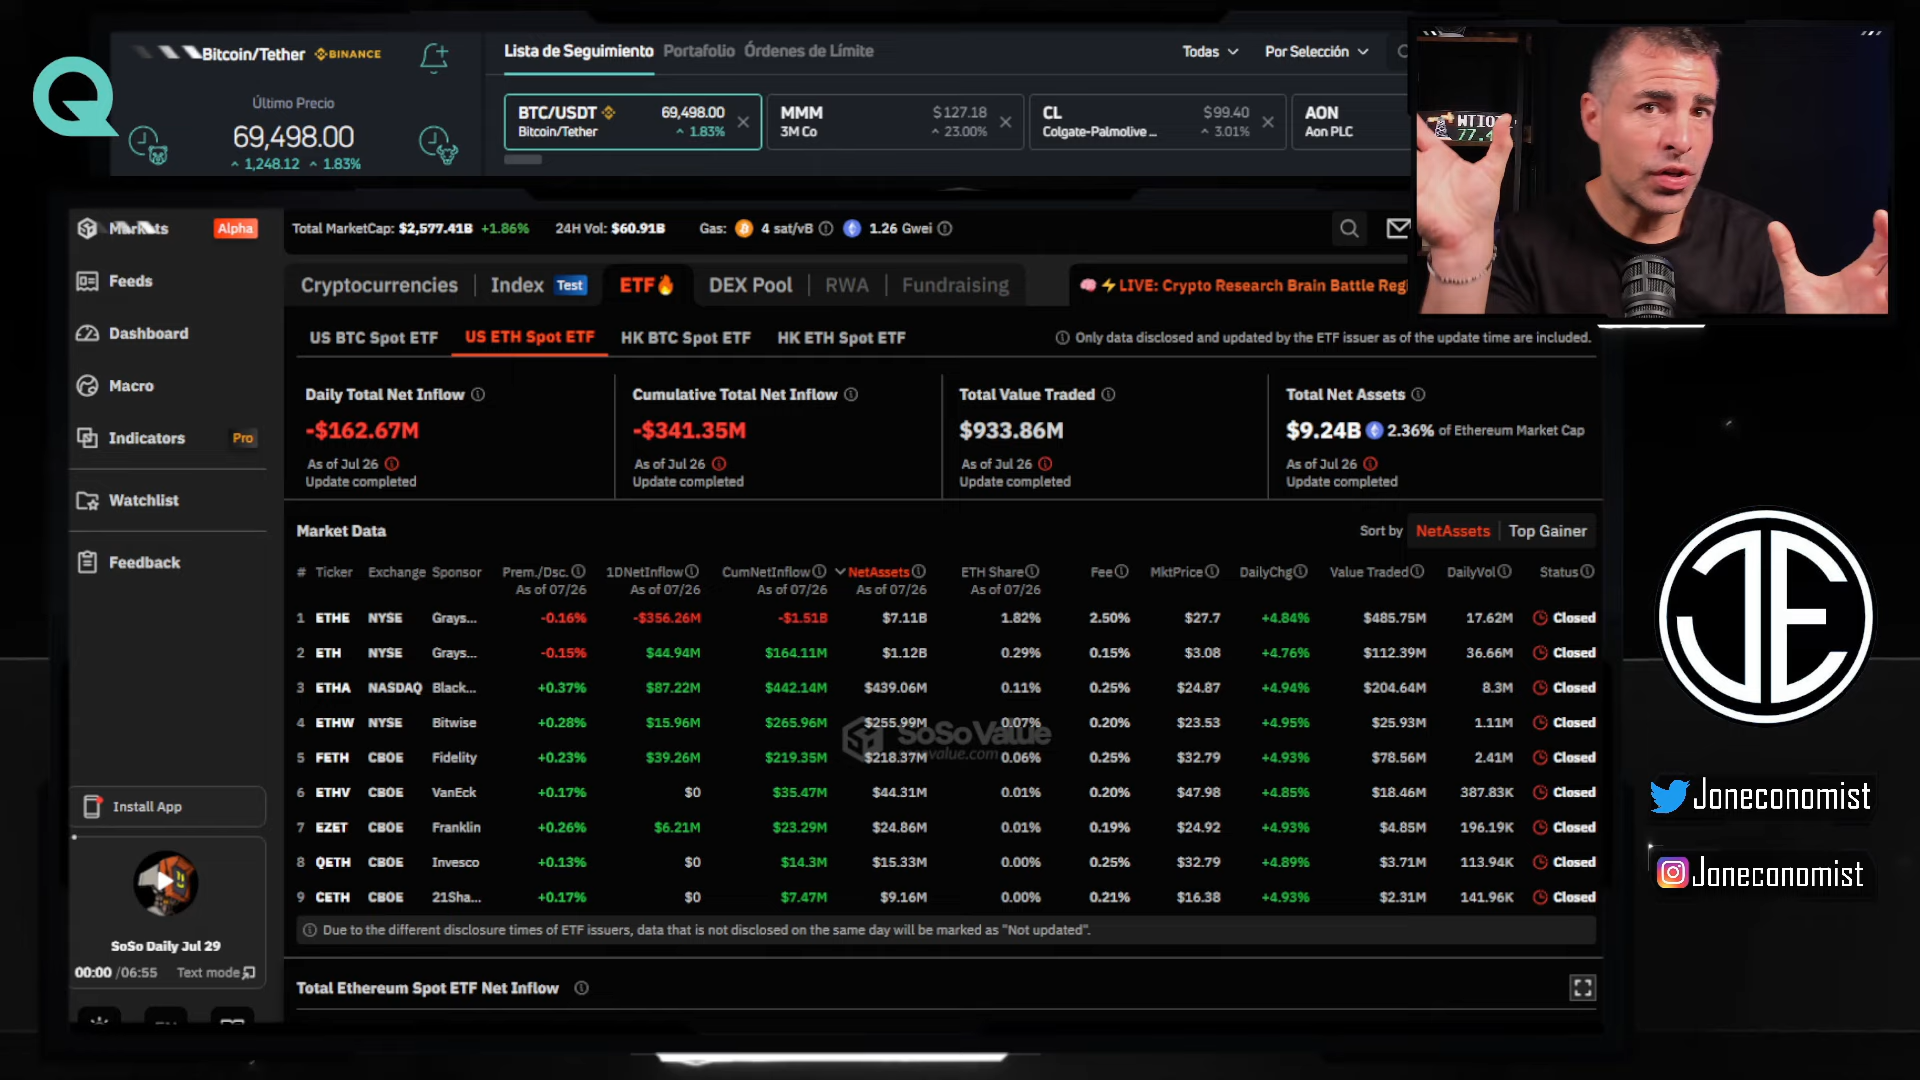 Bitcoin/Tether BINANCE
Último Precio
69,498.00
1,248.12 1.83%
Lista de Seguimiento Portafolio Órdenes de Límite
Todas Por Selección
BTC/USDT 69,498.00
Bitcoin/Tether 1.83%
MMM $127.18
3M Co 23.00%
CL $99.40
Colgate-Palmolive ... 3.01%
AON
Aon PLC
Markets Alpha
Feeds
Dashboard
Macro
Indicators Pro
Watchlist
Feedback
Install App
SoSo Daily Jul 29
00:00 /06:55 Text mode
Total MarketCap: $2,577.41B +1.86% 24H Vol: $60.91B Gas: 4 sat/vB 1.26 Gwei
Cryptocurrencies Index Test ETF🔥 DEX Pool RWA Fundraising
🧠⚡LIVE: Crypto Research Brain Battle Regi
US BTC Spot ETF US ETH Spot ETF HK BTC Spot ETF HK ETH Spot ETF
Only data disclosed and updated by the ETF issuer as of the update time are included.
Daily Total Net Inflow
-$162.67M
As of Jul 26
Update completed
Cumulative Total Net Inflow
-$341.35M
As of Jul 26
Update completed
Total Value Traded
$933.86M
As of Jul 26
Update completed
Total Net Assets
$9.24B 2.36% of Ethereum Market Cap
As of Jul 26
Update completed
Market Data
Sort by NetAssets Top Gainer
# Ticker Exchange Sponsor Prem./Dsc. 1DNetInflow CumNetInflow NetAssets ETH Share Fee MktPrice DailyChg Value Traded DailyVol Status
As of 07/26 As of 07/26 As of 07/26 As of 07/26 As of 07/26
1 ETHE NYSE Grays... -0.16% -$356.26M -$1.51B $7.11B 1.82% 2.50% $27.7 +4.84% $485.75M 17.62M Closed
2 ETH NYSE Grays... -0.15% $44.94M $164.11M $1.12B 0.29% 0.15% $3.08 +4.76% $112.39M 36.66M Closed
3 ETHA NASDAQ Black... +0.37% $87.22M $442.14M $439.06M 0.11% 0.25% $24.87 +4.94% $204.64M 8.3M Closed
4 ETHW NYSE Bitwise +0.28% $15.96M $265.96M $255.99M 0.07% 0.20% $23.53 +4.95% $25.93M 1.11M Closed
5 FETH CBOE Fidelity +0.23% $39.26M $219.35M $218.37M 0.06% 0.25% $32.79 +4.93% $78.56M 2.41M Closed
6 ETHV CBOE VanEck +0.17% $0 $35.47M $44.31M 0.01% 0.20% $47.98 +4.85% $18.46M 387.83K Closed
7 EZET CBOE Franklin +0.26% $6.21M $23.29M $24.86M 0.01% 0.19% $24.92 +4.93% $4.85M 196.19K Closed
8 QETH CBOE Invesco +0.13% $0 $14.3M $15.33M 0.00% 0.25% $32.79 +4.89% $3.71M 113.94K Closed
9 CETH CBOE 21Sha... +0.17% $0 $7.47M $9.16M 0.00% 0.21% $16.38 +4.93% $2.31M 141.96K Closed
SoSoValue
sosovalue.com
Due to the different disclosure times of ETF issuers, data that is not disclosed on the same day will be marked as "Not updated".
Total Ethereum Spot ETF Net Inflow
JE
Joneconomist
Joneconomist